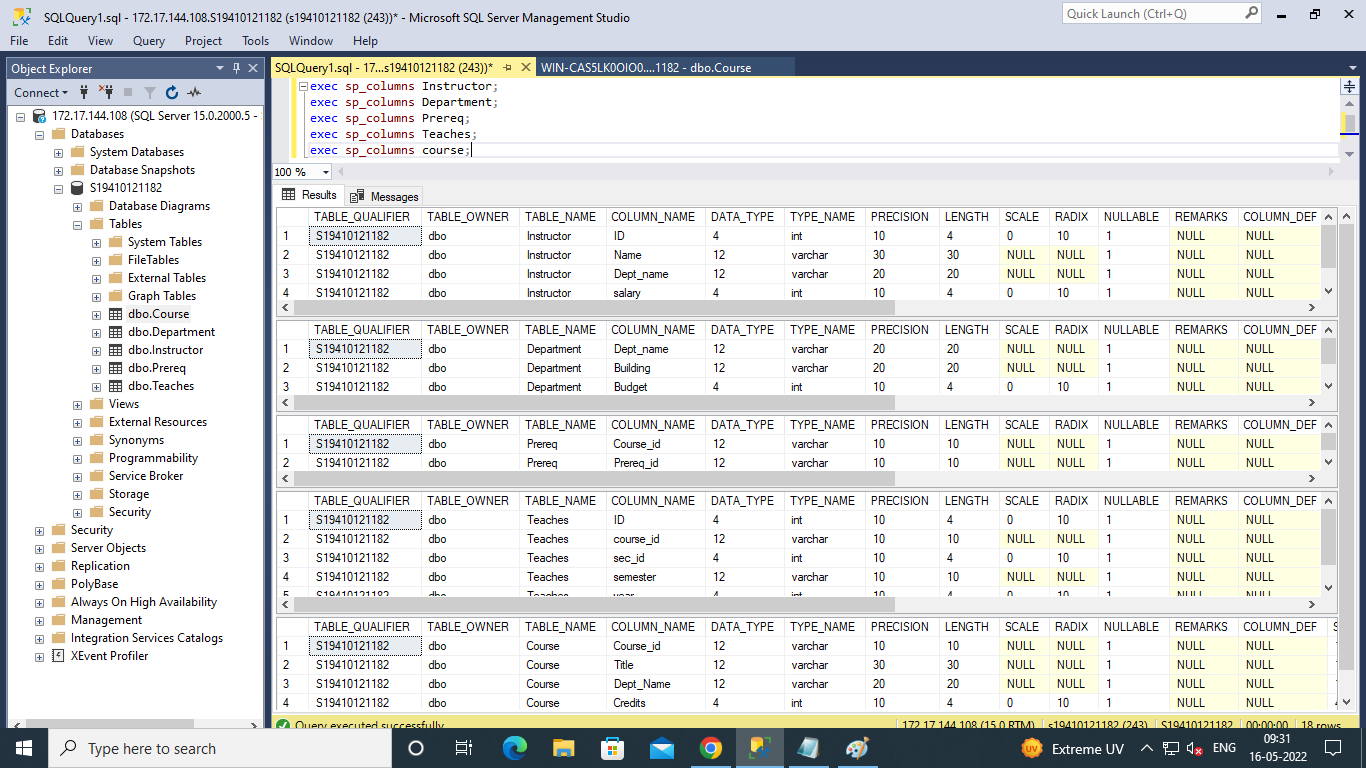 SQLQuery1.sql - 172.17.144.108.S19410121182 (s19410121182 (243))* - Microsoft SQL Server Management Studio
Quick Launch (Ctrl+Q)
File Edit View Query Project Tools Window Help
Object Explorer
Connect
172.17.144.108 (SQL Server 15.0.2000.5 -
Databases
System Databases
Database Snapshots
S19410121182
Database Diagrams
Tables
System Tables
FileTables
External Tables
Graph Tables
dbo.Course
dbo.Department
dbo.Instructor
dbo.Prereq
dbo.Teaches
Views
External Resources
Synonyms
Programmability
Service Broker
Storage
Security
Security
Server Objects
Replication
PolyBase
Always On High Availability
Management
Integration Services Catalogs
XEvent Profiler
SQLQuery1.sql - 17...s19410121182 (243))* WIN-CAS5LK0OIO0....1182 - dbo.Course
exec sp_columns Instructor;
exec sp_columns Department;
exec sp_columns Prereq;
exec sp_columns Teaches;
exec sp_columns course;
100 %
Results Messages
TABLE_QUALIFIER TABLE_OWNER TABLE_NAME COLUMN_NAME DATA_TYPE TYPE_NAME PRECISION LENGTH SCALE RADIX NULLABLE REMARKS COLUMN_DEF
1 S19410121182 dbo Instructor ID 4 int 10 4 0 10 1 NULL NULL
2 S19410121182 dbo Instructor Name 12 varchar 30 30 NULL NULL 1 NULL NULL
3 S19410121182 dbo Instructor Dept_name 12 varchar 20 20 NULL NULL 1 NULL NULL
4 S19410121182 dbo Instructor salary 4 int 10 4 0 10 1 NULL NULL
TABLE_QUALIFIER TABLE_OWNER TABLE_NAME COLUMN_NAME DATA_TYPE TYPE_NAME PRECISION LENGTH SCALE RADIX NULLABLE REMARKS COLUMN_DEF
1 S19410121182 dbo Department Dept_name 12 varchar 20 20 NULL NULL 1 NULL NULL
2 S19410121182 dbo Department Building 12 varchar 20 20 NULL NULL 1 NULL NULL
3 S19410121182 dbo Department Budget 4 int 10 4 0 10 1 NULL NULL
TABLE_QUALIFIER TABLE_OWNER TABLE_NAME COLUMN_NAME DATA_TYPE TYPE_NAME PRECISION LENGTH SCALE RADIX NULLABLE REMARKS COLUMN_DEF
1 S19410121182 dbo Prereq Course_id 12 varchar 10 10 NULL NULL 1 NULL NULL
2 S19410121182 dbo Prereq Prereq_id 12 varchar 10 10 NULL NULL 1 NULL NULL
TABLE_QUALIFIER TABLE_OWNER TABLE_NAME COLUMN_NAME DATA_TYPE TYPE_NAME PRECISION LENGTH SCALE RADIX NULLABLE REMARKS COLUMN_DEF
1 S19410121182 dbo Teaches ID 4 int 10 4 0 10 1 NULL NULL
2 S19410121182 dbo Teaches course_id 12 varchar 10 10 NULL NULL 1 NULL NULL
3 S19410121182 dbo Teaches sec_id 4 int 10 4 0 10 1 NULL NULL
4 S19410121182 dbo Teaches semester 12 varchar 10 10 NULL NULL 1 NULL NULL
5 S19410121182 dbo Teaches year 4 int 10 4 0 10 1 NULL NULL
TABLE_QUALIFIER TABLE_OWNER TABLE_NAME COLUMN_NAME DATA_TYPE TYPE_NAME PRECISION LENGTH SCALE RADIX NULLABLE REMARKS COLUMN_DEF S
1 S19410121182 dbo Course Course_id 12 varchar 10 10 NULL NULL 1 NULL NULL
2 S19410121182 dbo Course Title 12 varchar 30 30 NULL NULL 1 NULL NULL
3 S19410121182 dbo Course Dept_Name 12 varchar 20 20 NULL NULL 1 NULL NULL
4 S19410121182 dbo Course Credits 4 int 10 4 0 10 1 NULL NULL
Query executed successfully. 172.17.144.108 (15.0 RTM) s19410121182 (243) S19410121182 00:00:00 18 rows
Type here to search
UV Extreme UV ENG 09:31
16-05-2022